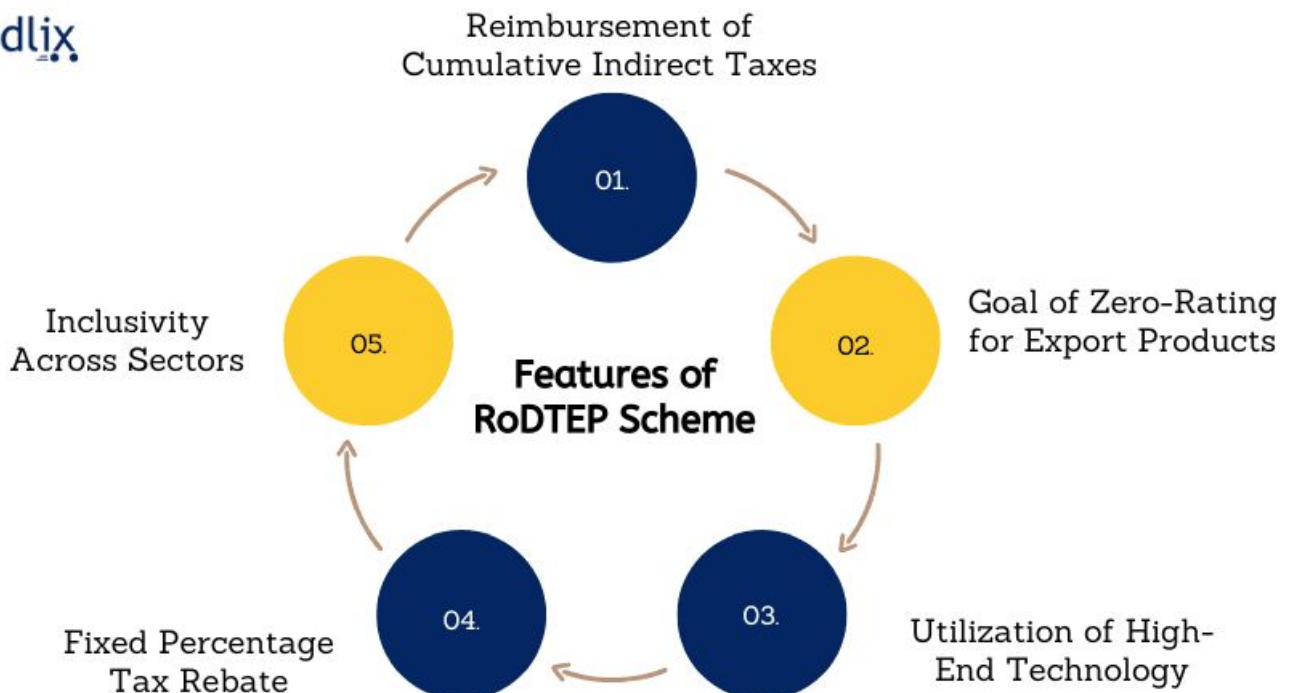 dlix
Reimbursement of
Cumulative Indirect Taxes
01.
Goal of Zero-Rating
for Export Products
02.
Utilization of High-
End Technology
03.
Fixed Percentage
Tax Rebate
04.
Inclusivity
Across Sectors
05.
Features of
RoDTEP Scheme